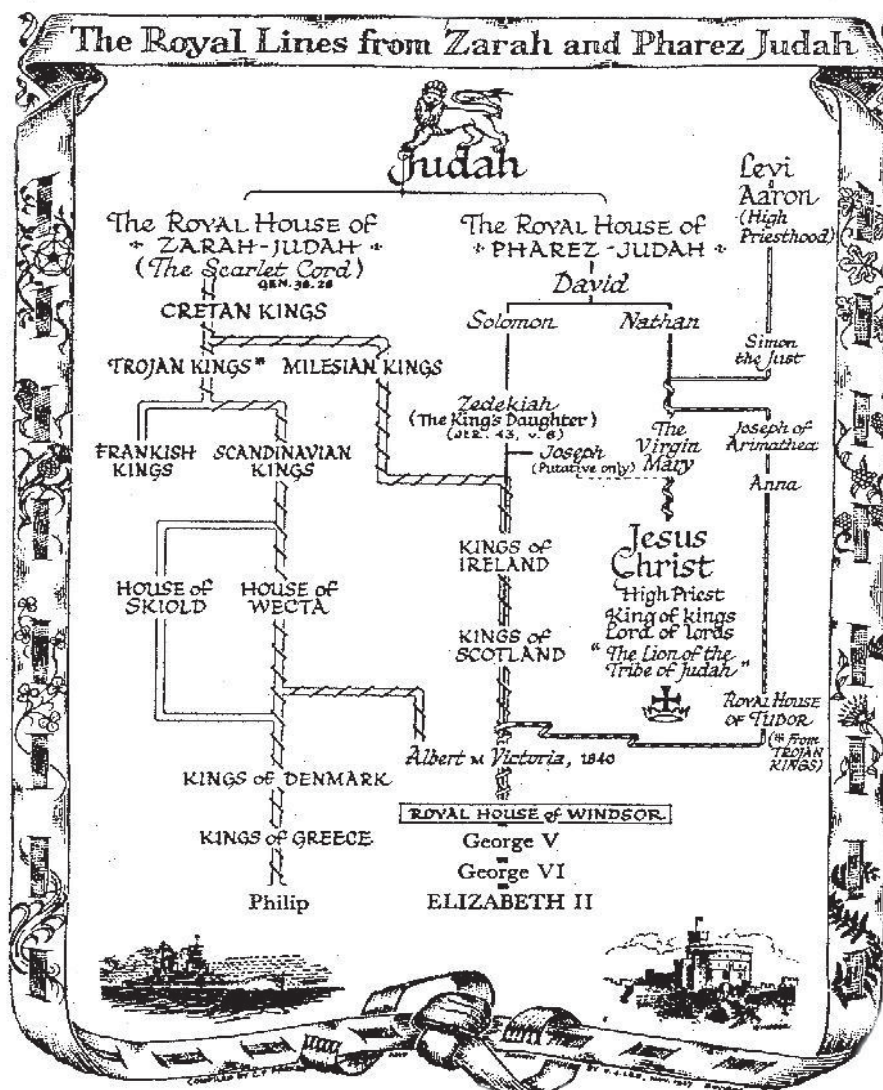 The Royal Lines from Zarah and Pharez Judah
Judah
Levi
Aaron
(High
Priesthood)
The ROYAL HOUSE OF
ZARAH-JUDAH
(The Scarlet Cord)
GEN. 38. 28
The ROYAL HOUSE OF
PHAREZ-JUDAH
David
CRETAN KINGS
Solomon
Nathan
Simon
the Just
TROJAN KINGS*
MILESIAN KINGS
Zedekiah
(The King's Daughter)
(JER. 43, v. 6)
Joseph
(Putative only)
The
Virgin
Mary
Joseph of
Arimathea
Anna
FRANKISH
KINGS
SCANDINAVIAN
KINGS
KINGS of
IRELAND
Jesus
Christ
High Priest
King of kings
Lord of lords
"The Lion of the
Tribe of Judah"
HOUSE of
SKIOLD
HOUSE of
WECTA
KINGS of
SCOTLAND
ROYAL HOUSE
OF TUDOR
(* from
TROJAN
KINGS)
Albert M Victoria, 1840
KINGS of DENMARK
ROYAL HOUSE of WINDSOR
KINGS of GREECE
George V
George VI
Philip
ELIZABETH II
COMPILED BY